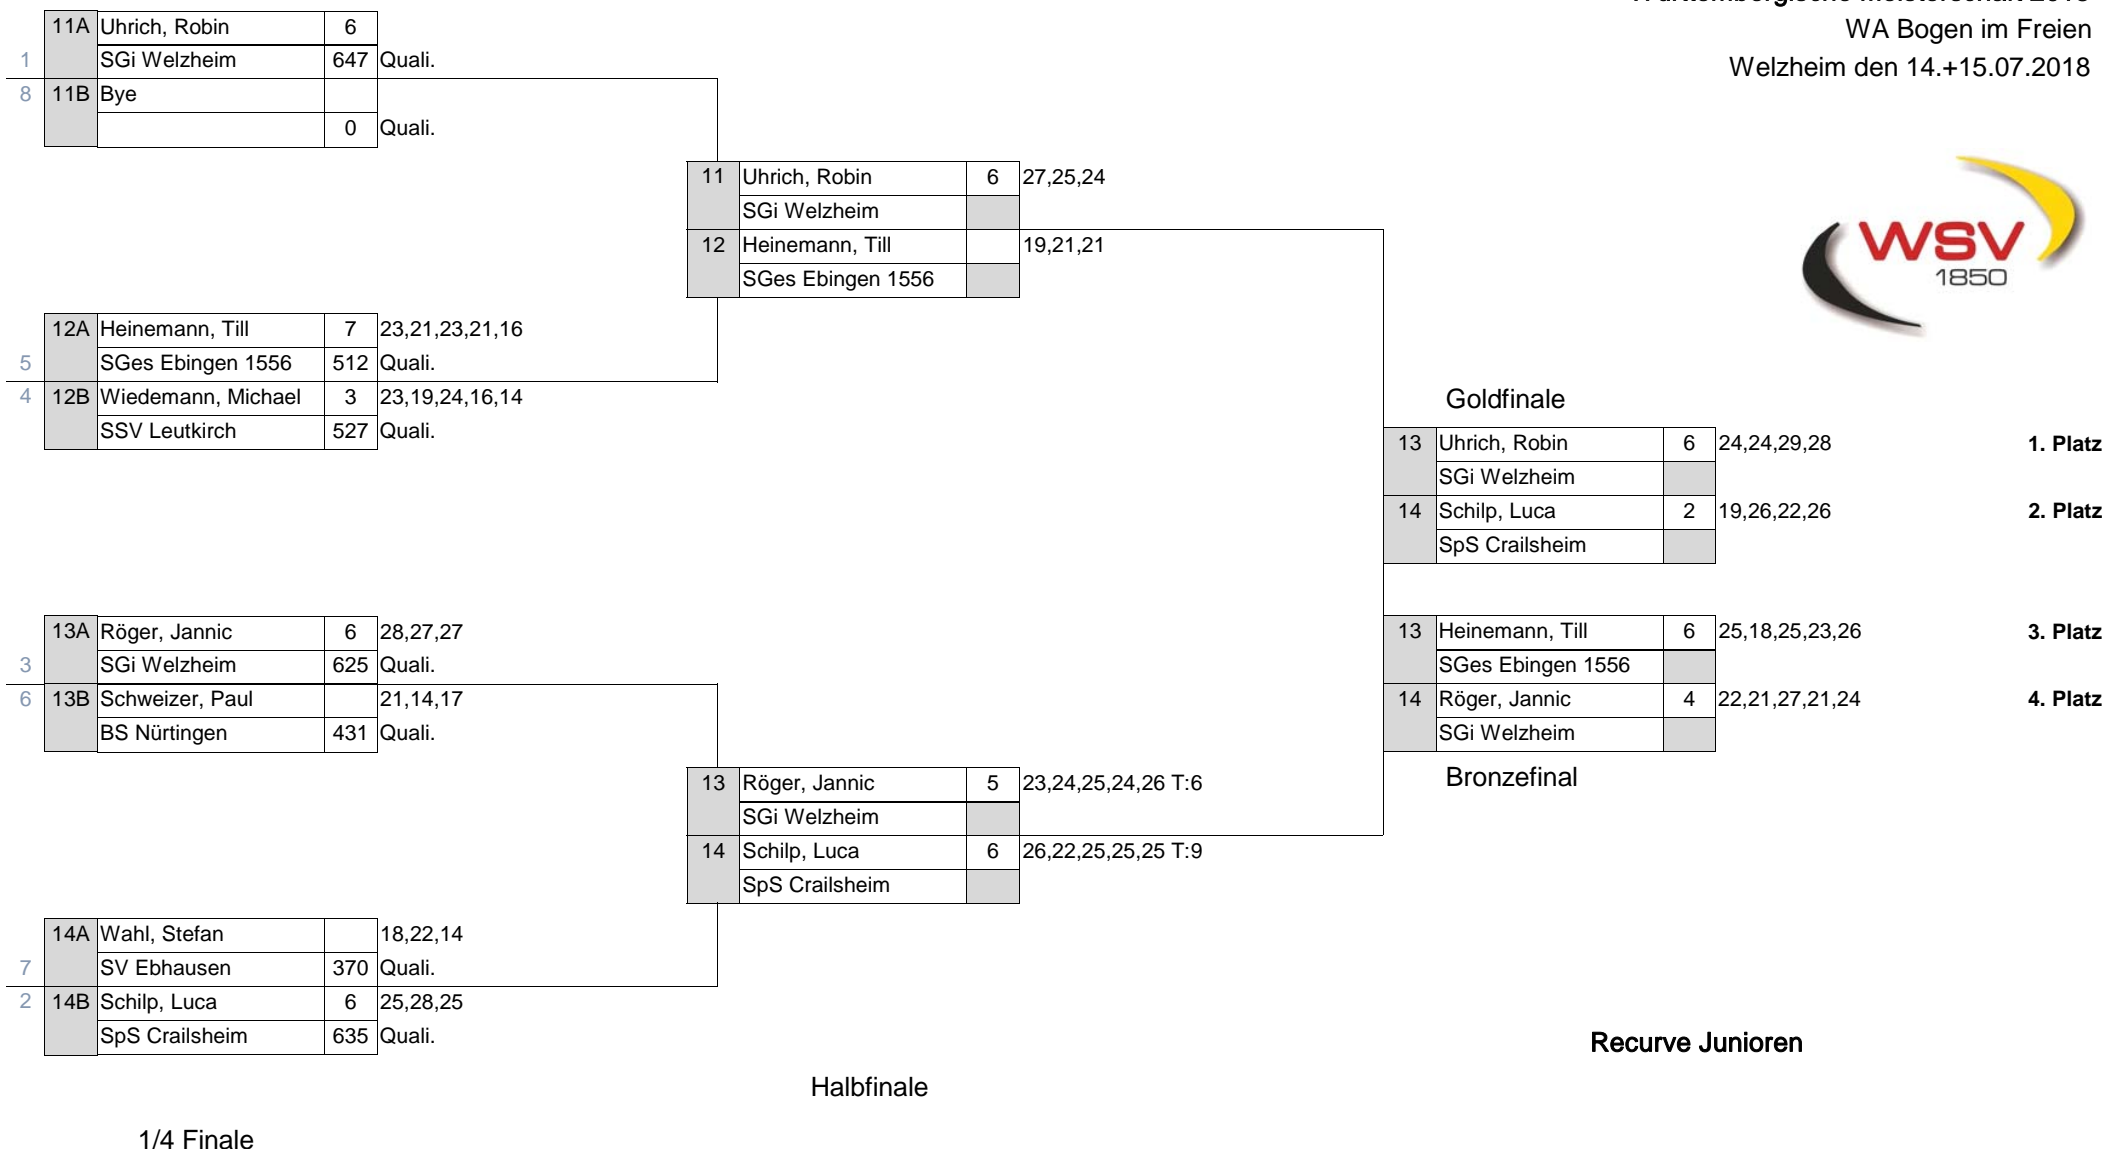 Württembergische Meisterschaft 2018
WA Bogen im Freien
Welzheim den 14.+15.07.2018
WSV
1850
11A Uhrich, Robin 6
1 SGi Welzheim 647 Quali.
8 11B Bye
0 Quali.
11 Uhrich, Robin 6 27,25,24
SGi Welzheim
12 Heinemann, Till 19,21,21
SGes Ebingen 1556
12A Heinemann, Till 7 23,21,23,21,16
5 SGes Ebingen 1556 512 Quali.
4 12B Wiedemann, Michael 3 23,19,24,16,14
SSV Leutkirch 527 Quali.
Goldfinale
13 Uhrich, Robin 6 24,24,29,28 1. Platz
SGi Welzheim
14 Schilp, Luca 2 19,26,22,26 2. Platz
SpS Crailsheim
13A Röger, Jannic 6 28,27,27
3 SGi Welzheim 625 Quali.
6 13B Schweizer, Paul 21,14,17
BS Nürtingen 431 Quali.
13 Heinemann, Till 6 25,18,25,23,26 3. Platz
SGes Ebingen 1556
14 Röger, Jannic 4 22,21,27,21,24 4. Platz
SGi Welzheim
Bronzefinal
13 Röger, Jannic 5 23,24,25,24,26 T:6
SGi Welzheim
14 Schilp, Luca 6 26,22,25,25,25 T:9
SpS Crailsheim
14A Wahl, Stefan 18,22,14
7 SV Ebhausen 370 Quali.
2 14B Schilp, Luca 6 25,28,25
SpS Crailsheim 635 Quali.
Recurve Junioren
Halbfinale
1/4 Finale